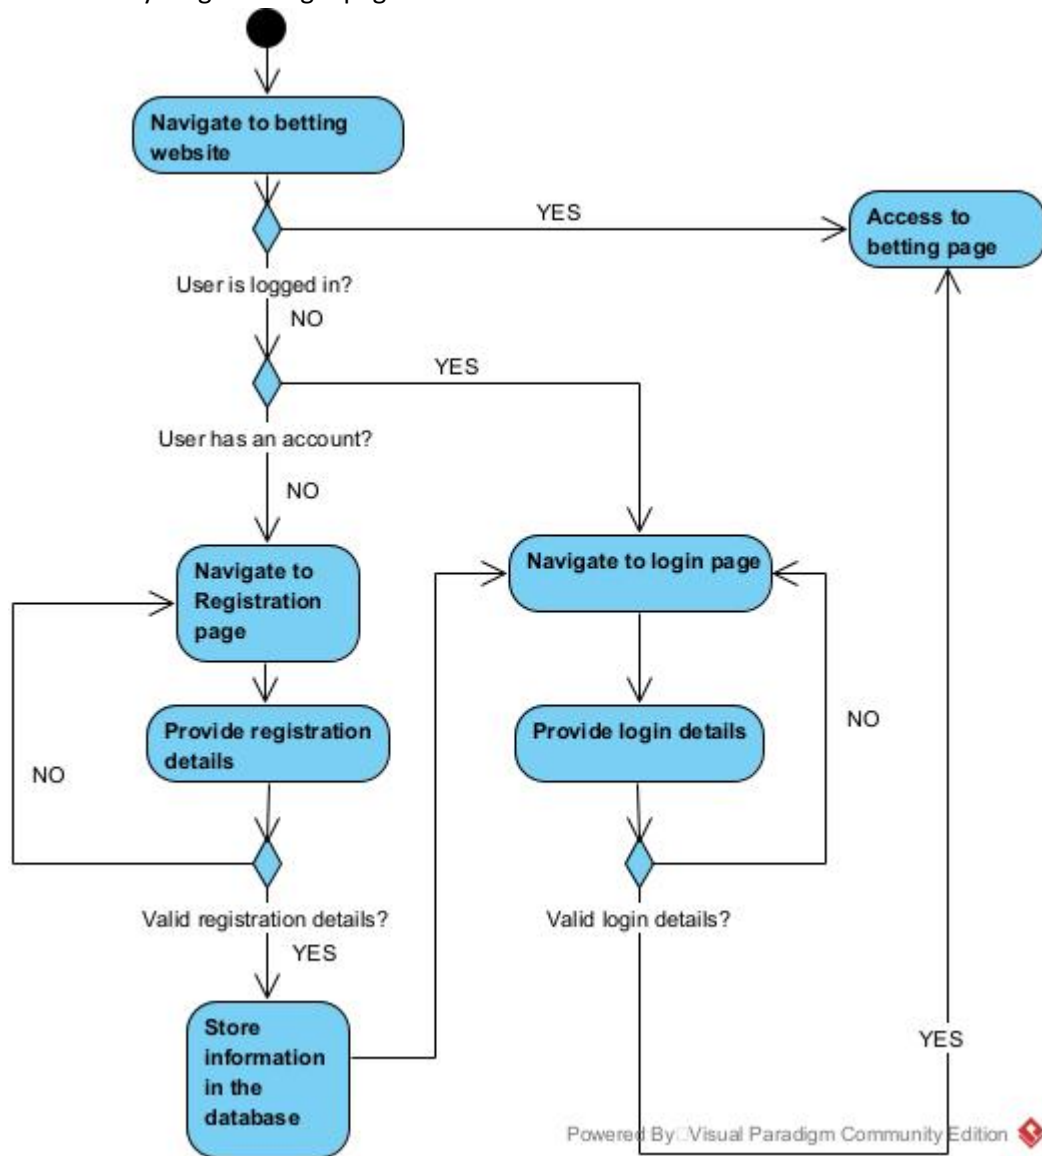 Navigate to betting
website
YES
Access to
betting page
User is logged in?
NO
YES
User has an account?
NO
Navigate to
Registration
page
Navigate to login page
Provide registration
details
Provide login details
NO
NO
Valid registration details?
Valid login details?
YES
Store
information
in the
database
YES
Powered By Visual Paradigm Community Edition